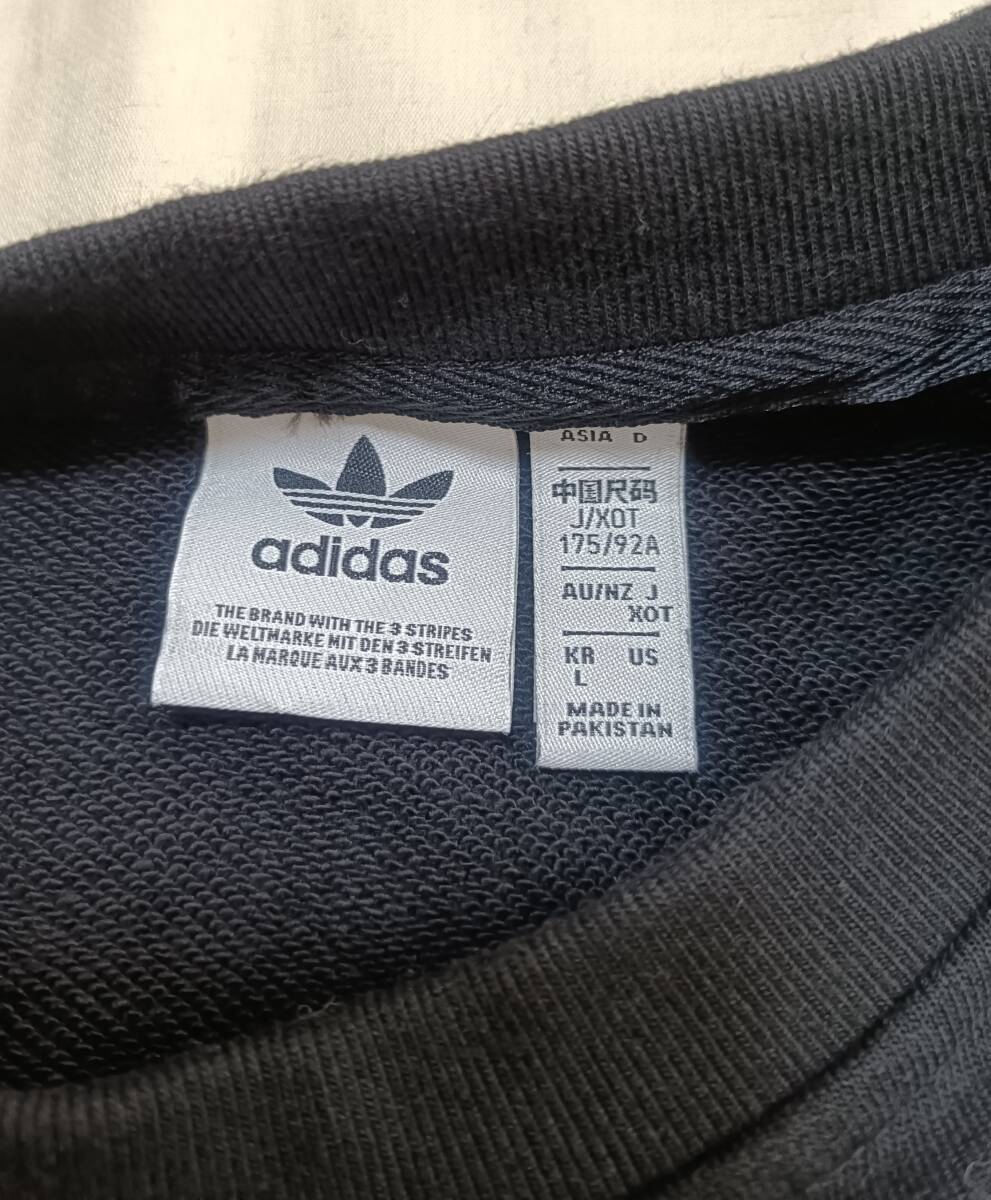 adidas
THE BRAND WITH THE 3 STRIPES
DIE WELTMARKE MIT DEN 3 STREIFEN
LA MARQUE AUX 3 BANDES
ASIA D
中国尺码
J/XOT
175/92A
AU/NZ J
XOT
KR US
L
MADE IN
PAKISTAN